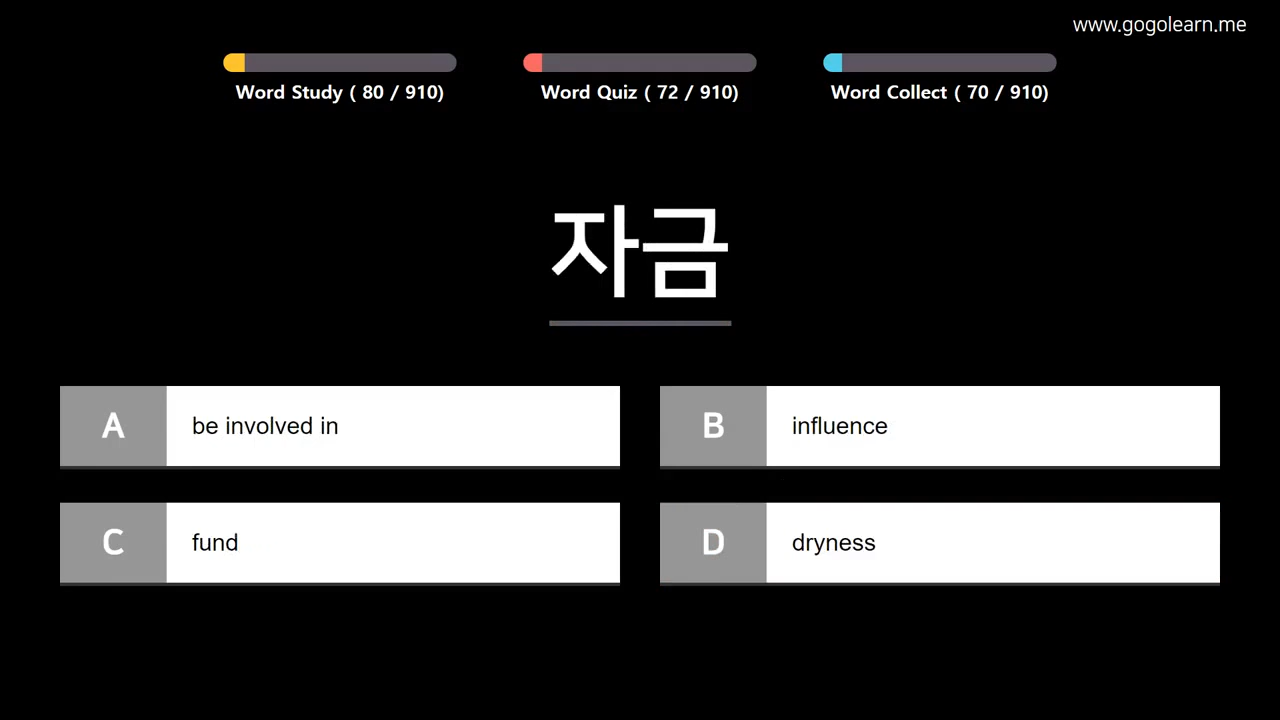 www.gogolearn.me
Word Study ( 80 / 910)
Word Quiz ( 72 / 910)
Word Collect ( 70 / 910)
자금
A be involved in
B influence
C fund
D dryness